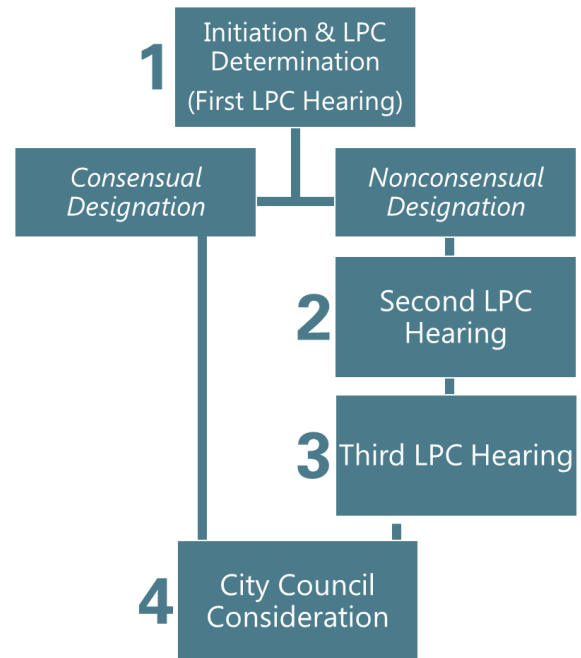 1
Initiation & LPC
Determination
(First LPC Hearing)
Consensual
Designation
Nonconsensual
Designation
2
Second LPC
Hearing
3
Third LPC Hearing
4
City Council
Consideration